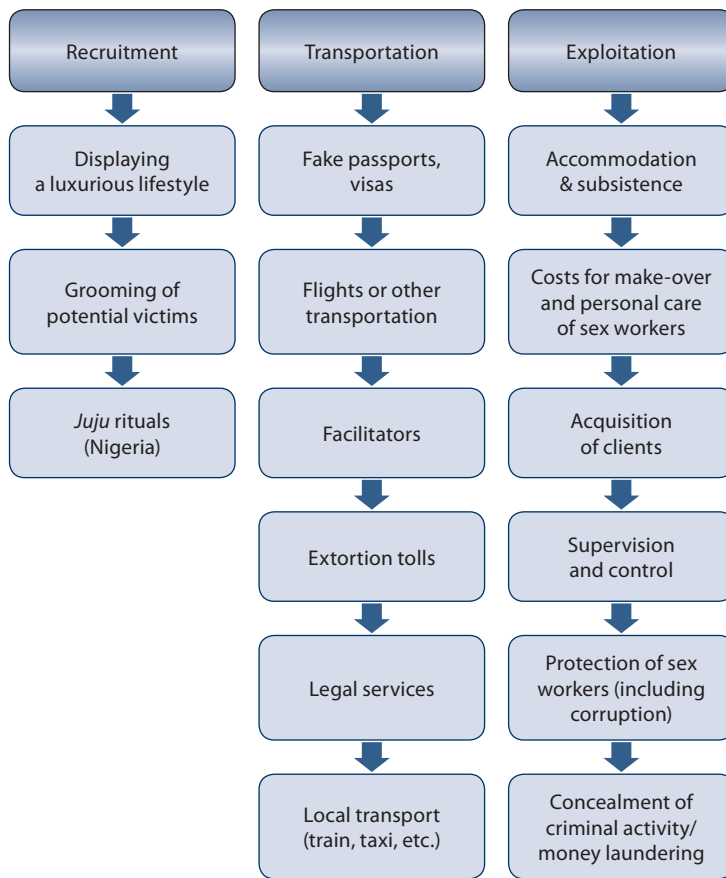 Recruitment
Displaying
a luxurious lifestyle
Grooming of
potential victims
Juju rituals
(Nigeria)
Transportation
Fake passports,
visas
Flights or other
transportation
Facilitators
Extortion tolls
Legal services
Local transport
(train, taxi, etc.)
Exploitation
Accommodation
& subsistence
Costs for make-over
and personal care
of sex workers
Acquisition
of clients
Supervision
and control
Protection of sex
workers (including
corruption)
Concealment of
criminal activity/
money laundering